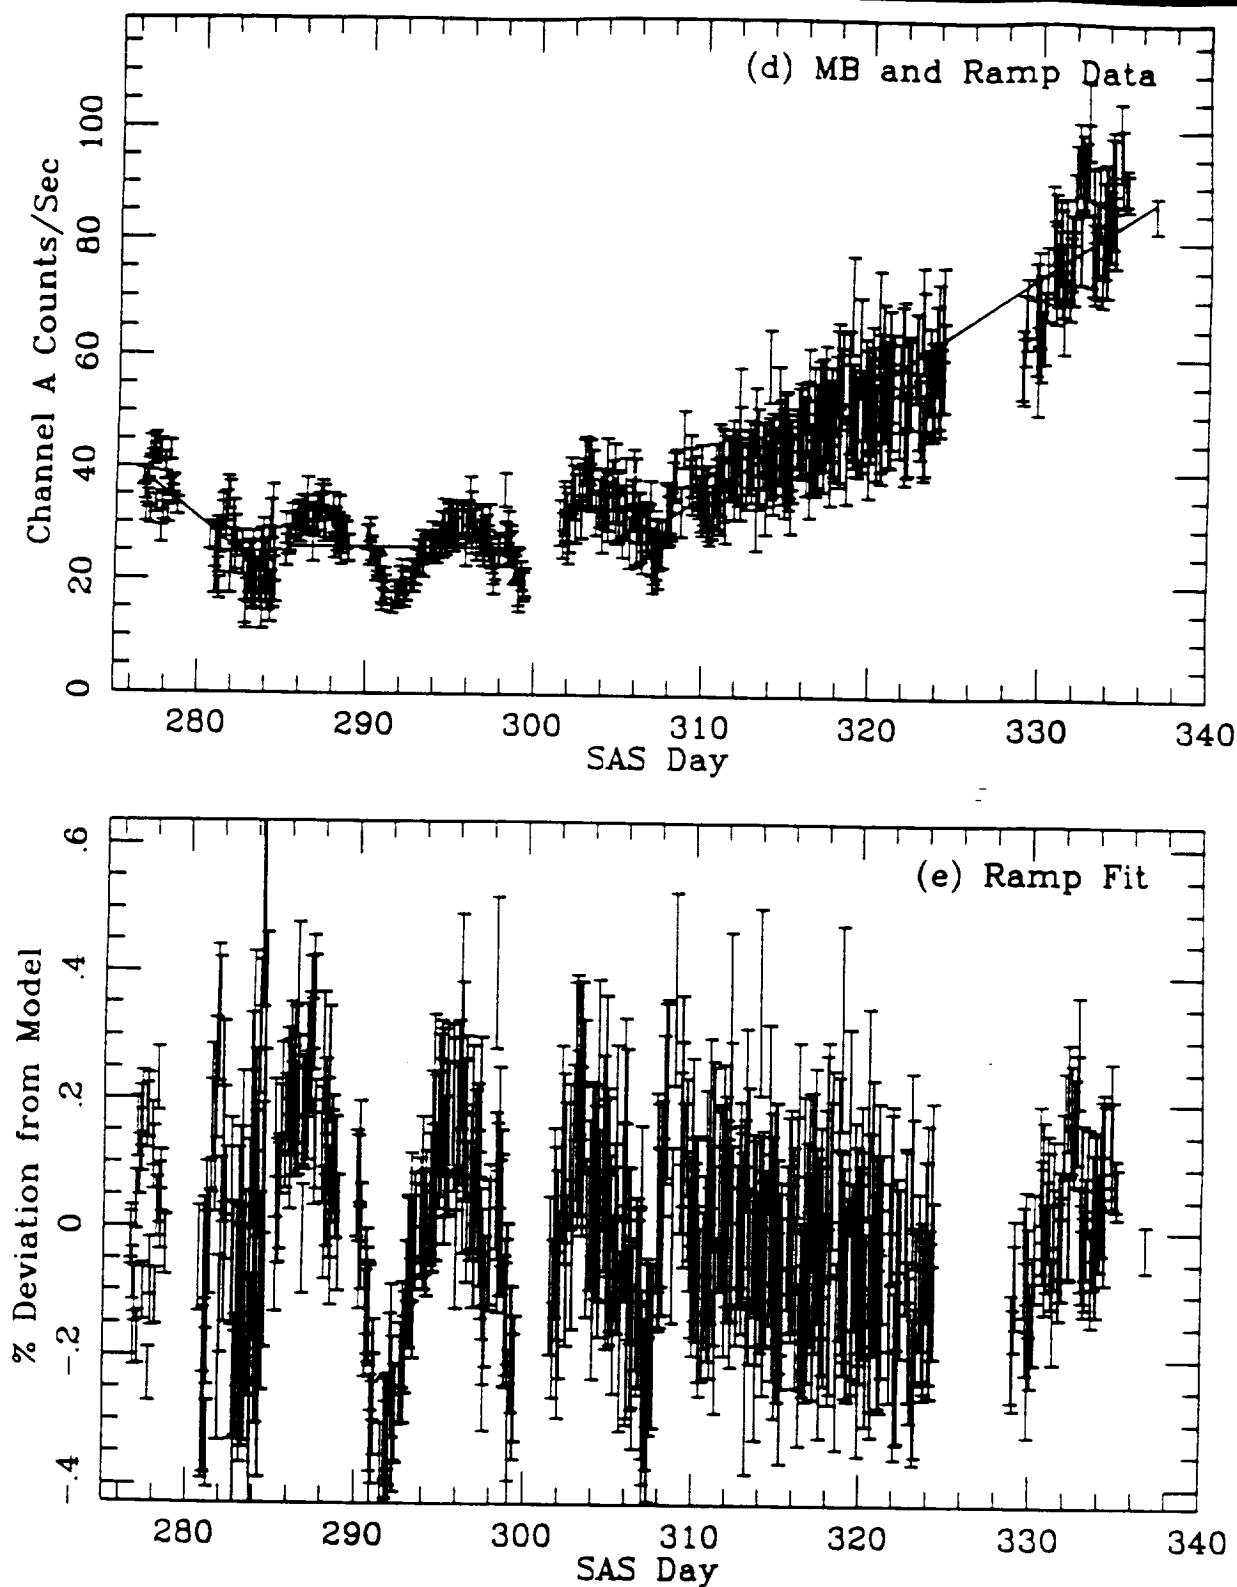 (d) MB and Ramp Data
Channel A Counts/Sec
100
80
60
40
20
0
280 290 300 310 320 330 340
SAS Day
(e) Ramp Fit
% Deviation from Model
.6
.4
.2
0
-.2
-.4
280 290 300 310 320 330 340
SAS Day